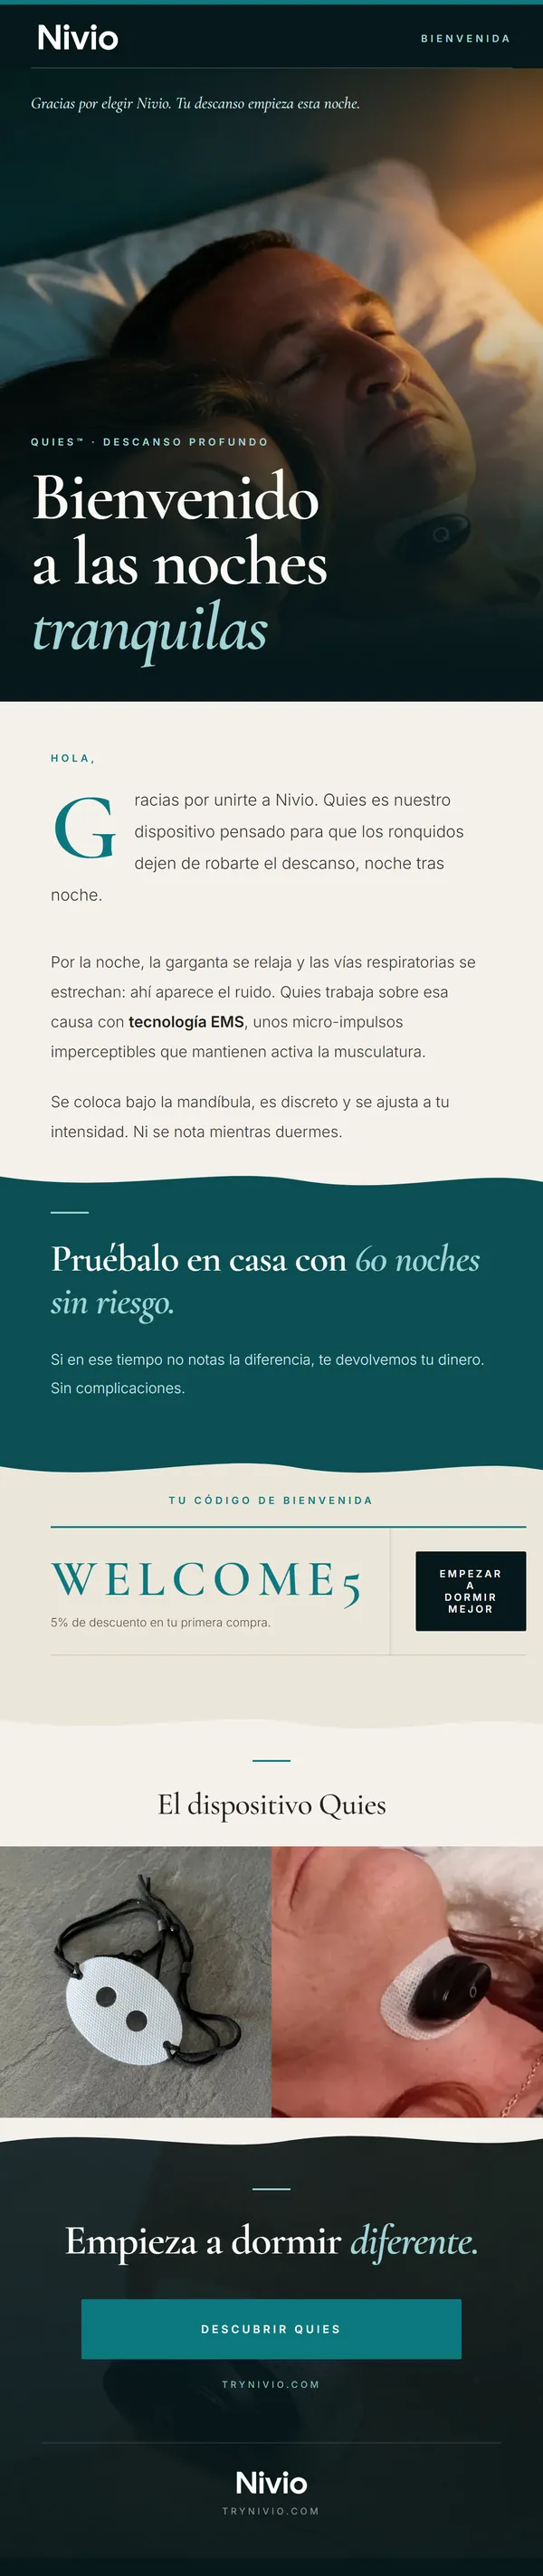 Nivio
BIENVENIDA
Gracias por elegir Nivio. Tu descanso empieza esta noche.
QUIES™ · DESCANSO PROFUNDO
Bienvenido
a las noches
tranquilas
HOLA,
Gracias por unirte a Nivio. Quies es nuestro
dispositivo pensado para que los ronquidos
dejen de robarte el descanso, noche tras
noche.
Por la noche, la garganta se relaja y las vías respiratorias se
estrechan: ahí aparece el ruido. Quies trabaja sobre esa
causa con tecnología EMS, unos micro-impulsos
imperceptibles que mantienen activa la musculatura.
Se coloca bajo la mandíbula, es discreto y se ajusta a tu
intensidad. Ni se nota mientras duermes.
Pruébalo en casa con 60 noches
sin riesgo.
Si en ese tiempo no notas la diferencia, te devolvemos tu dinero.
Sin complicaciones.
TU CÓDIGO DE BIENVENIDA
WELCOME5
5% de descuento en tu primera compra.
EMPEZAR
A
DORMIR
MEJOR
El dispositivo Quies
Empieza a dormir diferente.
DESCUBRIR QUIES
TRYNIVIO.COM
Nivio
TRYNIVIO.COM